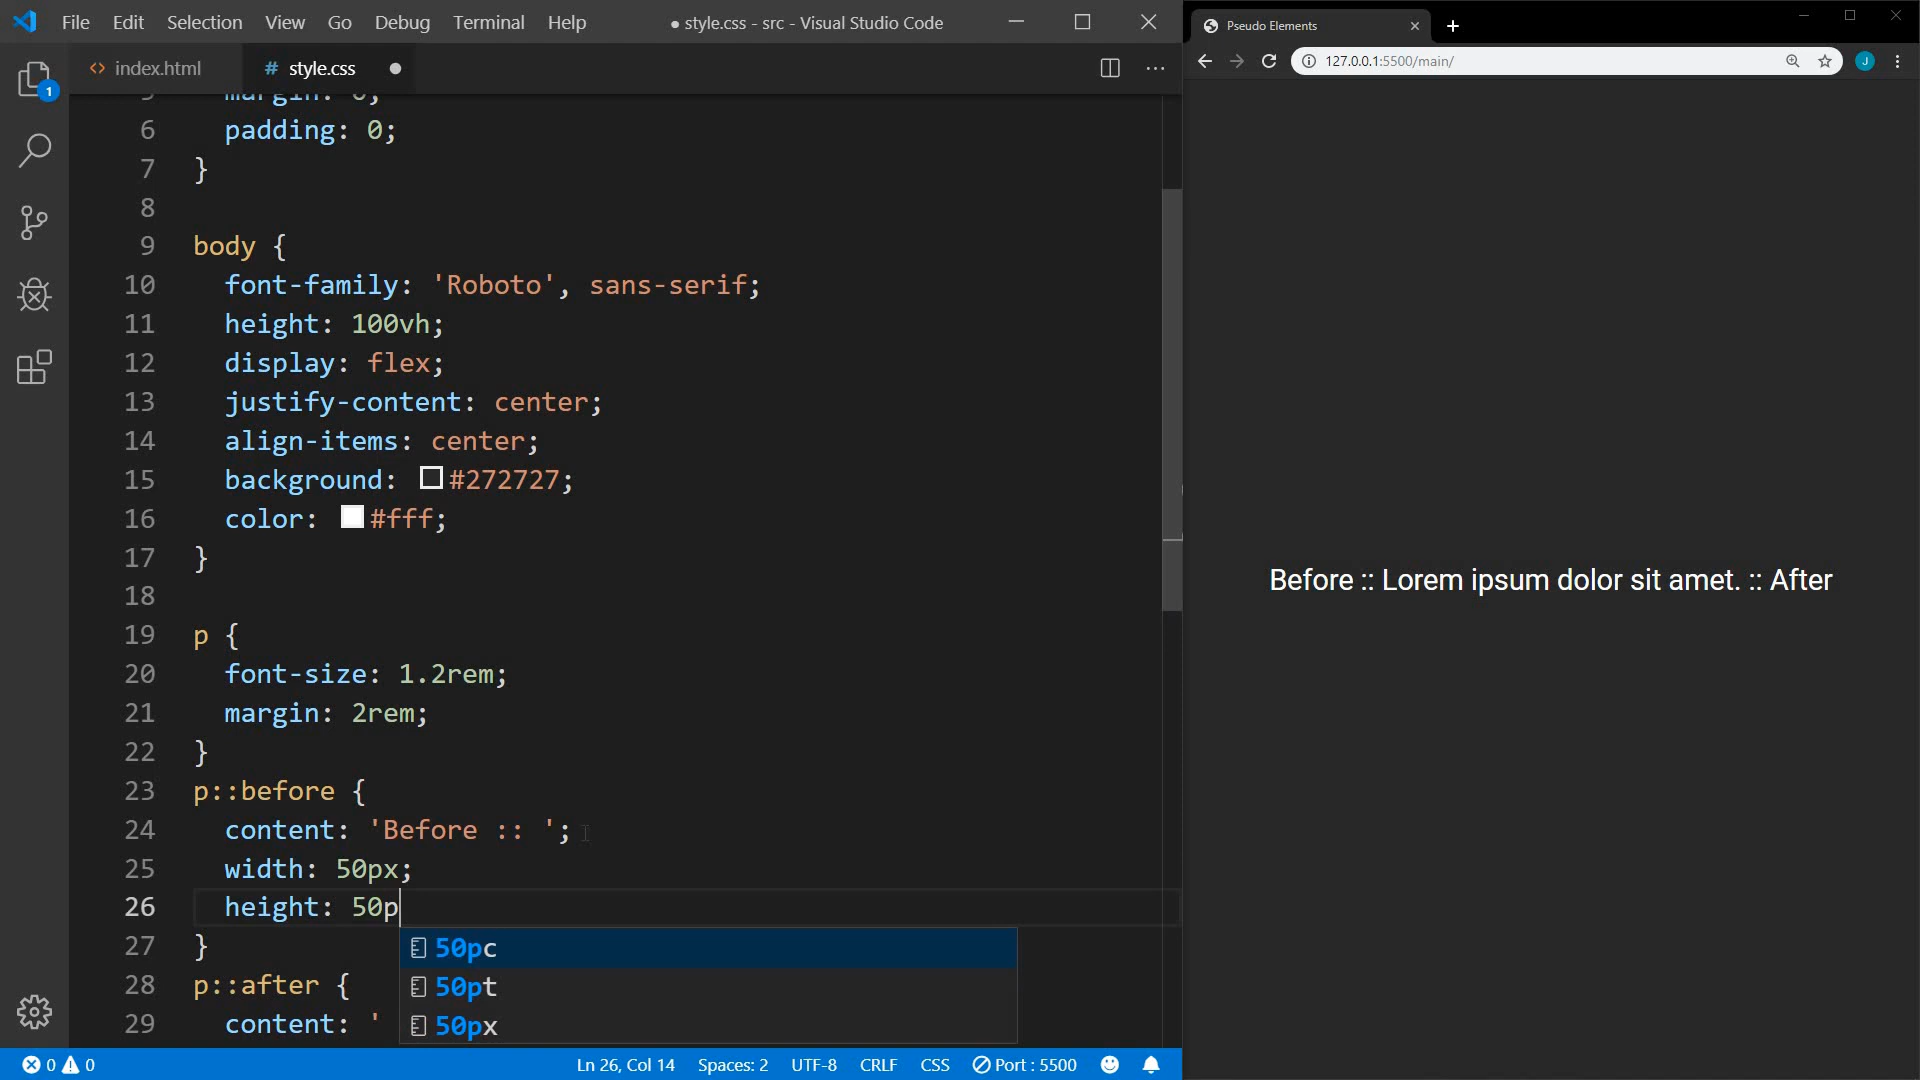 File Edit Selection View Go Debug Terminal Help ● style.css - src - Visual Studio Code
index.html
# style.css
1
5 margin: 0;
6 padding: 0;
7 }
8
9 body {
10 font-family: 'Roboto', sans-serif;
11 height: 100vh;
12 display: flex;
13 justify-content: center;
14 align-items: center;
15 background: #272727;
16 color: #fff;
17 }
18
19 p {
20 font-size: 1.2rem;
21 margin: 2rem;
22 }
23 p::before {
24 content: 'Before :: ';
25 width: 50px;
26 height: 50p
27 }
28 p::after {
29 content: '
50pc
50pt
50px
0 0 Ln 26, Col 14 Spaces: 2 UTF-8 CRLF CSS Port : 5500
Pseudo Elements
127.0.0.1:5500/main/
J
Before :: Lorem ipsum dolor sit amet. :: After